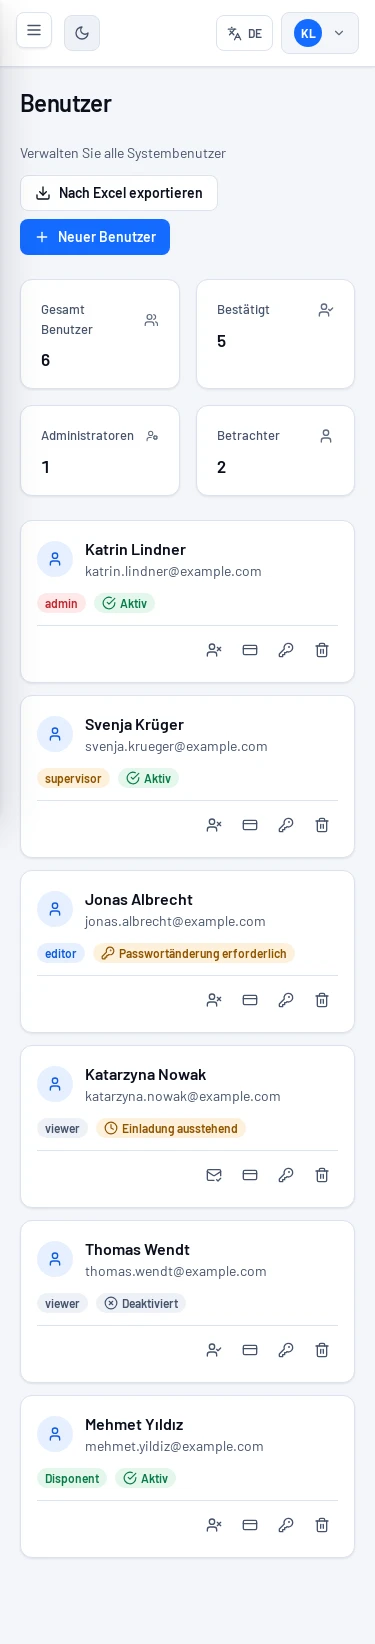 DE
KL
Benutzer
Verwalten Sie alle Systembenutzer
Nach Excel exportieren
Neuer Benutzer
Gesamt
Benutzer
6
Bestätigt
5
Administratoren
1
Betrachter
2
Katrin Lindner
katrin.lindner@example.com
admin
Aktiv
Svenja Krüger
svenja.krueger@example.com
supervisor
Aktiv
Jonas Albrecht
jonas.albrecht@example.com
editor
Passwortänderung erforderlich
Katarzyna Nowak
katarzyna.nowak@example.com
viewer
Einladung ausstehend
Thomas Wendt
thomas.wendt@example.com
viewer
Deaktiviert
Mehmet Yıldız
mehmet.yildiz@example.com
Disponent
Aktiv